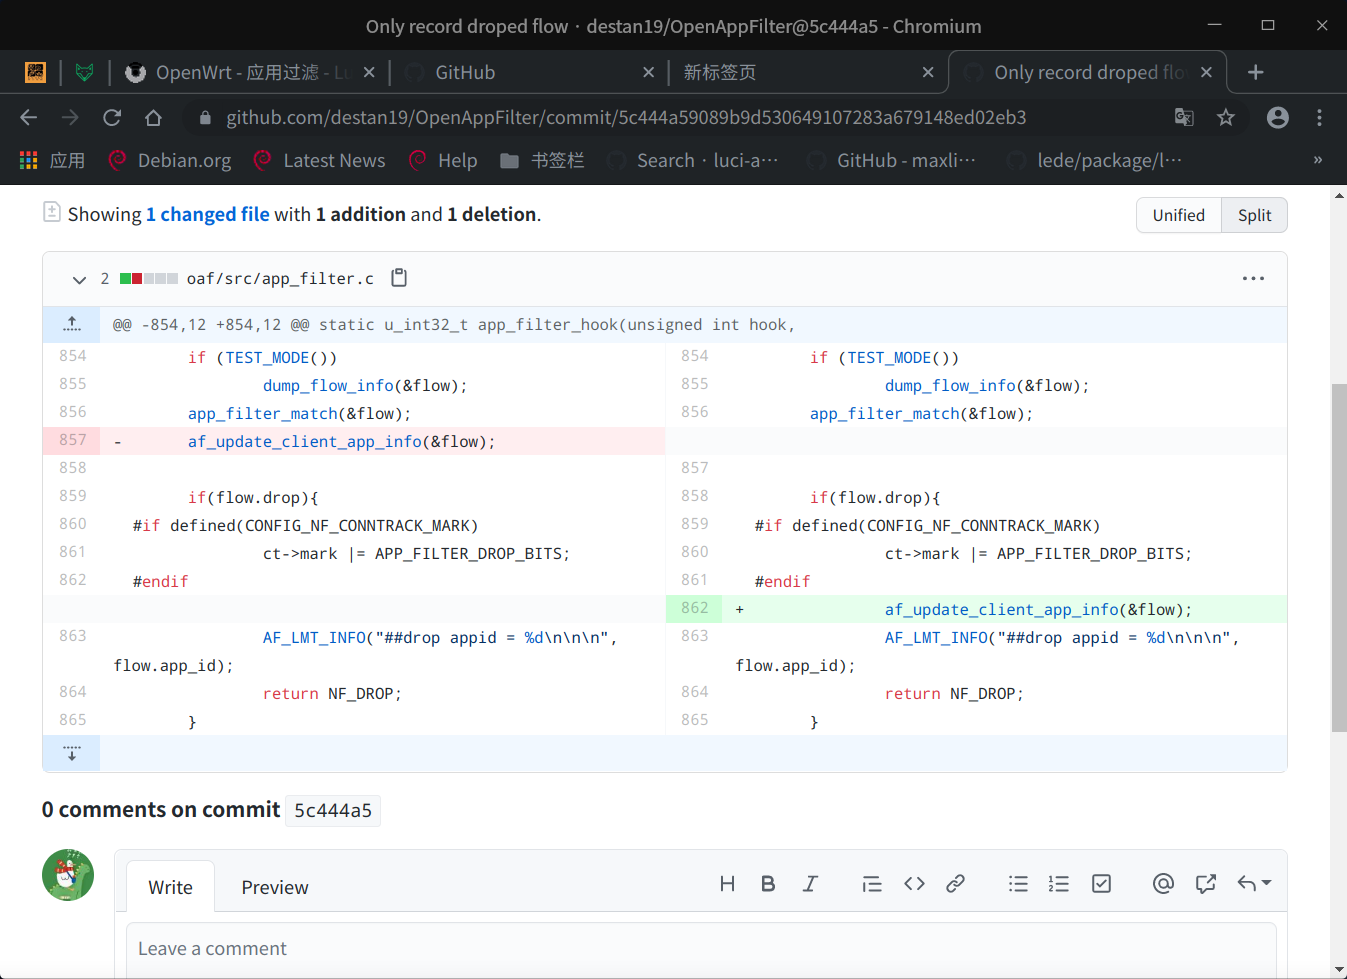 Only record droped flow · destan19/OpenAppFilter@5c444a5 - Chromium
OpenWrt - 应用过滤 - Lu
GitHub
新标签页
Only record droped flo
github.com/destan19/OpenAppFilter/commit/5c444a59089b9d530649107283a679148ed02eb3
应用 Debian.org Latest News Help 书签栏 Search · luci-a··· GitHub - maxli··· lede/package/l··· »
Showing 1 changed file with 1 addition and 1 deletion.
Unified Split
2 oaf/src/app_filter.c
@@ -854,12 +854,12 @@ static u_int32_t app_filter_hook(unsigned int hook,
854 if (TEST_MODE()) 854 if (TEST_MODE())
855 dump_flow_info(&flow); 855 dump_flow_info(&flow);
856 app_filter_match(&flow); 856 app_filter_match(&flow);
857 - af_update_client_app_info(&flow);
858 857
859 if(flow.drop){ 858 if(flow.drop){
860 #if defined(CONFIG_NF_CONNTRACK_MARK) 859 #if defined(CONFIG_NF_CONNTRACK_MARK)
861 ct->mark |= APP_FILTER_DROP_BITS; 860 ct->mark |= APP_FILTER_DROP_BITS;
862 #endif 861 #endif
862 + af_update_client_app_info(&flow);
863 AF_LMT_INFO("##drop appid = %d\n\n\n", 863 AF_LMT_INFO("##drop appid = %d\n\n\n",
flow.app_id); flow.app_id);
864 return NF_DROP; 864 return NF_DROP;
865 } 865 }
0 comments on commit 5c444a5
Write Preview
Leave a comment